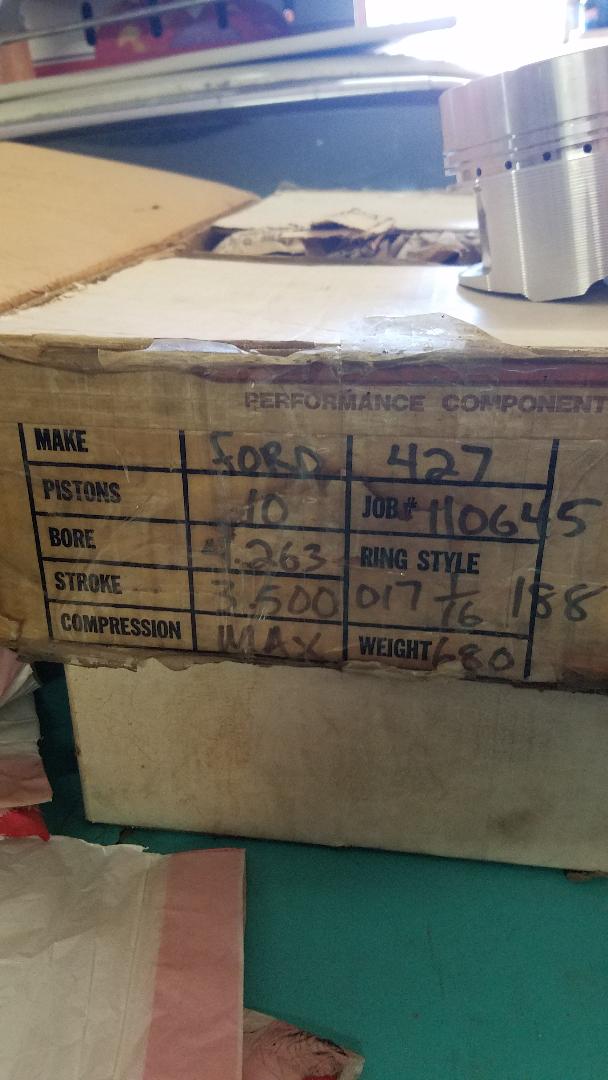 PERFORMANCE COMPONENT
MAKE FORD 427
PISTONS 10 JOB # 110645
BORE 4.263 RING STYLE
STROKE 3.500 017 1/16 188
COMPRESSION MAX WEIGHT 680